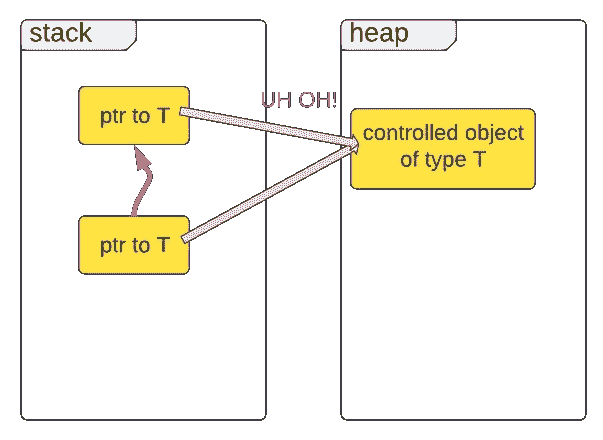 stack
heap
UH OH!
ptr to T
controlled object
of type T
ptr to T